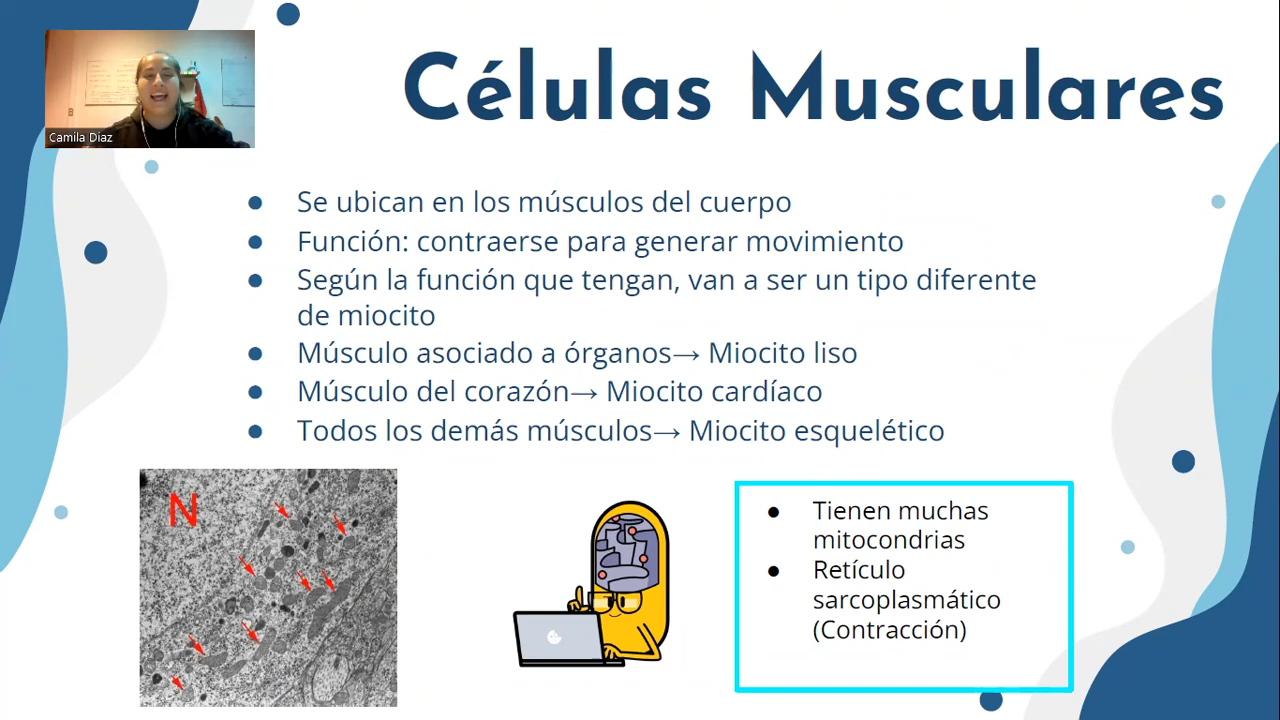 Células Musculares
Camila Díaz
● Se ubican en los músculos del cuerpo
● Función: contraerse para generar movimiento
● Según la función que tengan, van a ser un tipo diferente
de miocito
● Músculo asociado a órganos→ Miocito liso
● Músculo del corazón→ Miocito cardíaco
● Todos los demás músculos→ Miocito esquelético
N
● Tienen muchas
mitocondrias
● Retículo
sarcoplasmático
(Contracción)